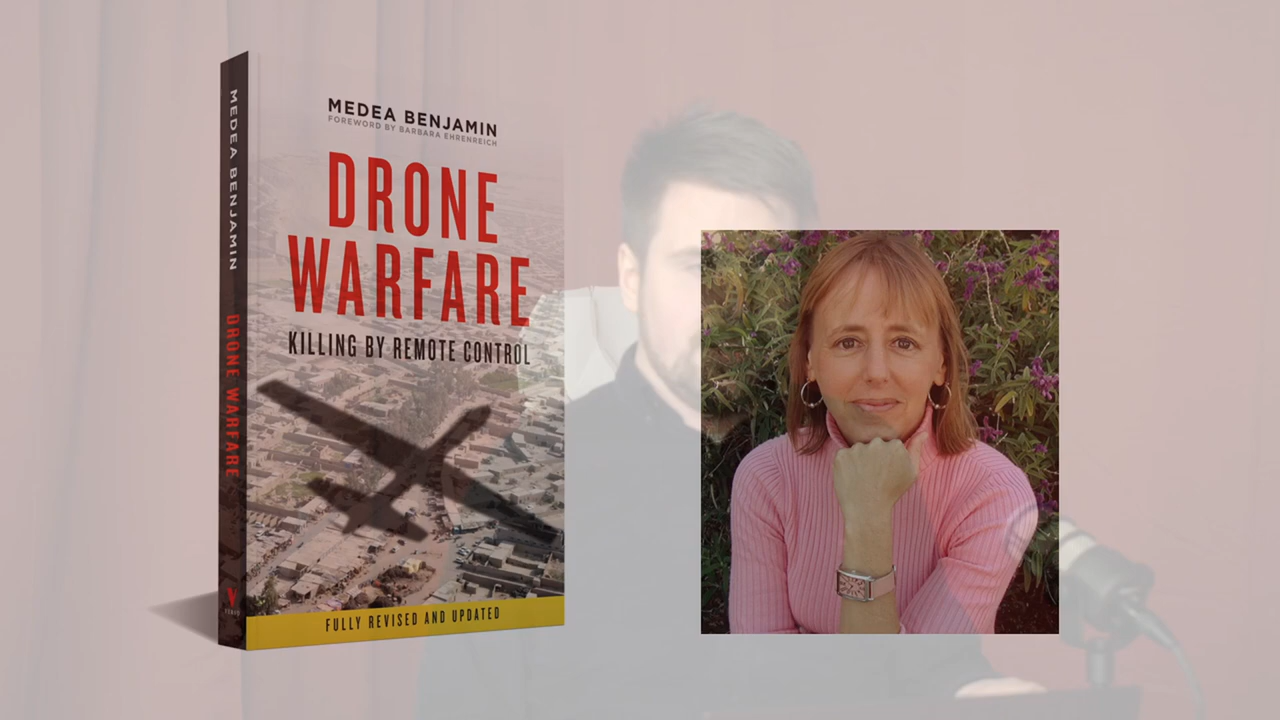 MEDEA BENJAMIN
FOREWORD BY BARBARA EHRENREICH
DRONE
WARFARE
KILLING BY REMOTE CONTROL
FULLY REVISED AND UPDATED
MEDEA BENJAMIN DRONE WARFARE